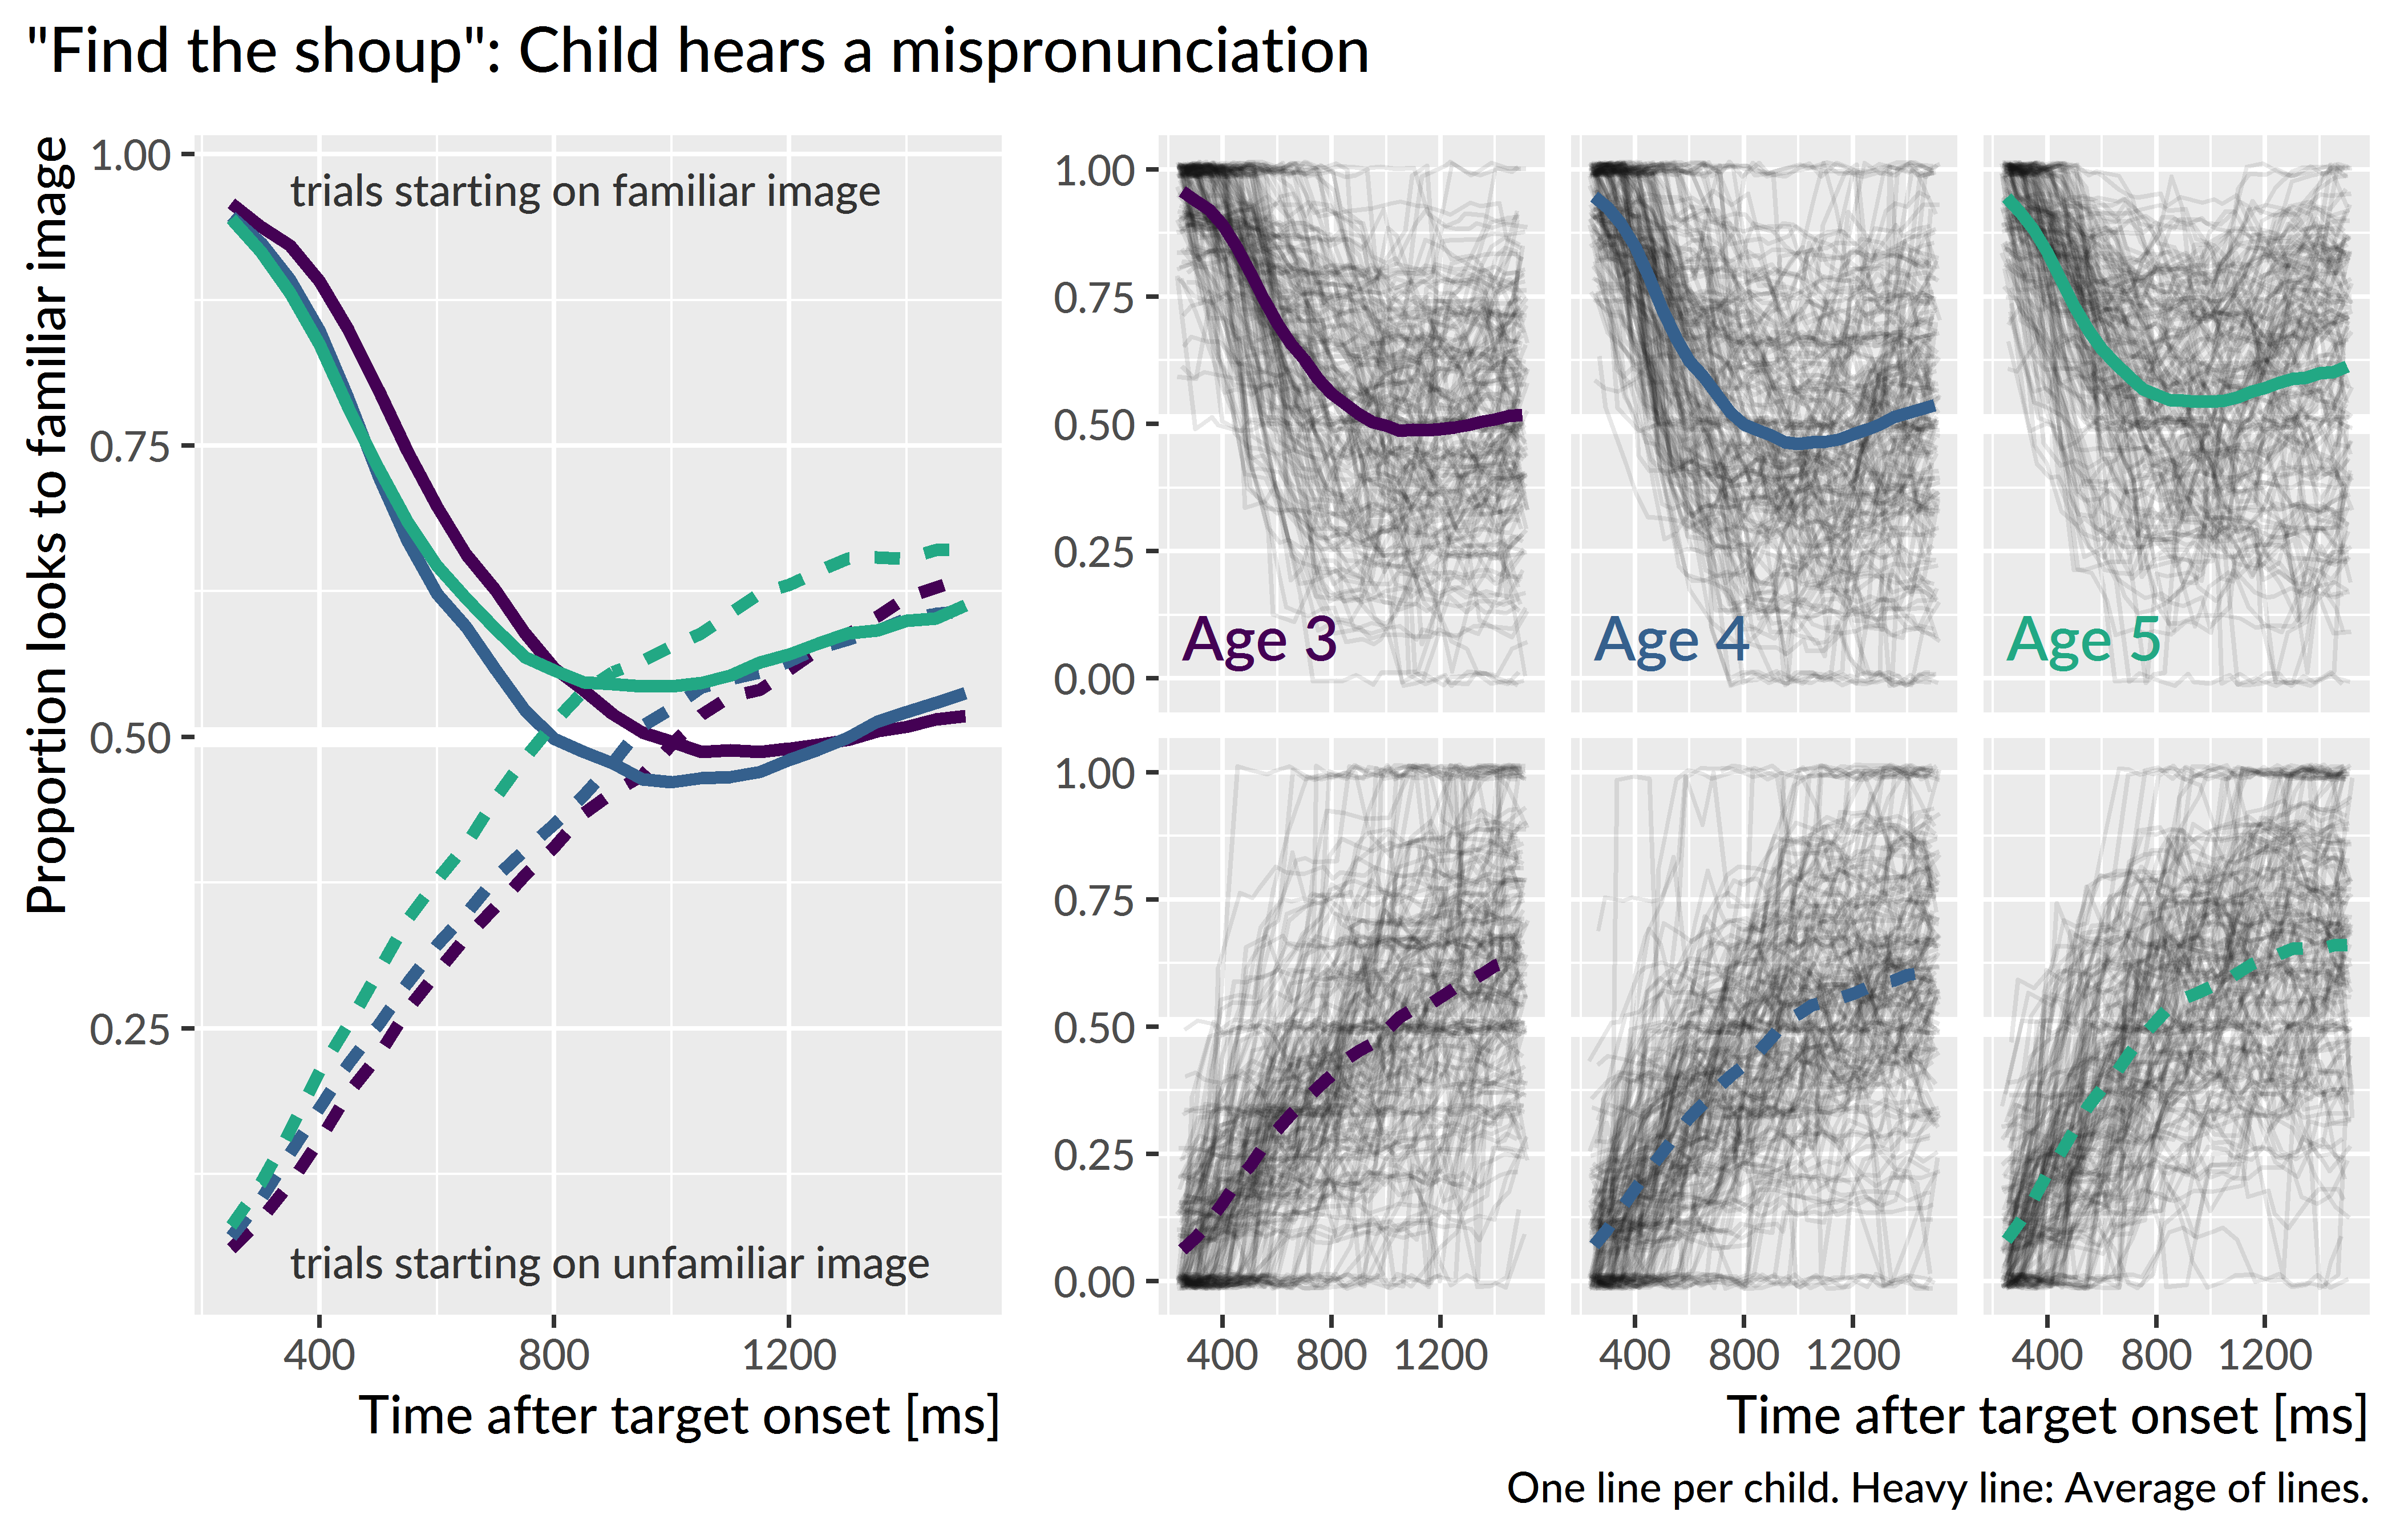 "Find the shoup": Child hears a mispronunciation
Proportion looks to familiar image
1.00
0.75
0.50
0.25
trials starting on familiar image
trials starting on unfamiliar image
400 800 1200
Time after target onset [ms]
1.00
0.75
0.50
0.25
0.00
Age 3
Age 4
Age 5
1.00
0.75
0.50
0.25
0.00
400 800 1200
400 800 1200
400 800 1200
Time after target onset [ms]
One line per child. Heavy line: Average of lines.